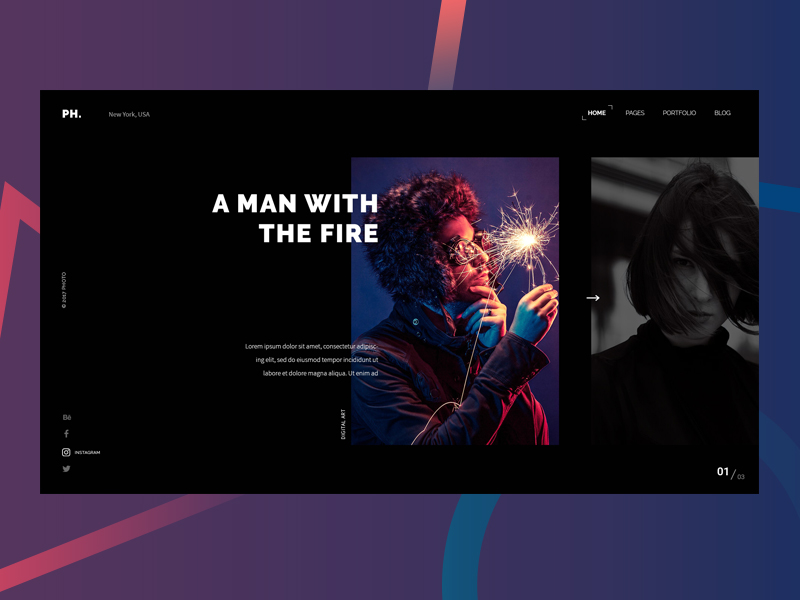 PH.
New York, USA
HOME
PAGES
PORTFOLIO
BLOG
A MAN WITH
THE FIRE
© 2017 PHOTO
Lorem ipsum dolor sit amet, consectetur adipisc-
ing elit, sed do eiusmod tempor incididunt ut
labore et dolore magna aliqua. Ut enim ad
DIGITAL ART
Bē
INSTAGRAM
01/03